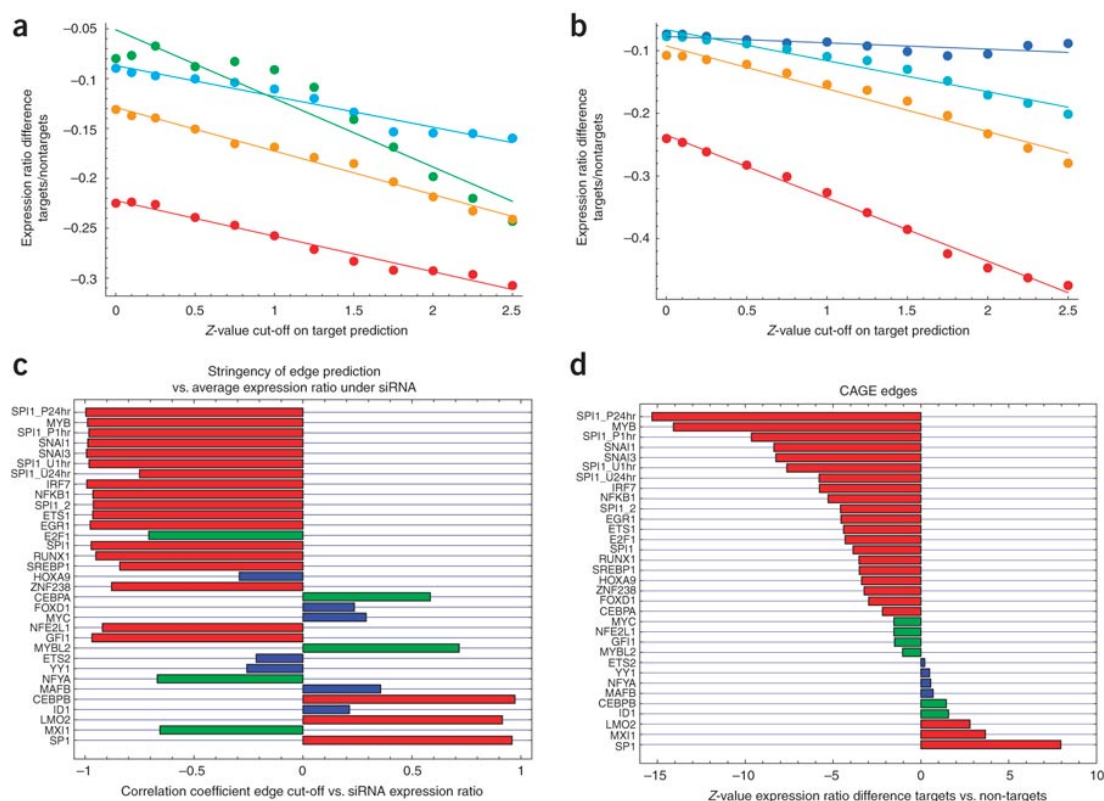 a
Expression ratio difference
targets/nontargets
−0.05
−0.1
−0.15
−0.2
−0.25
−0.3
0
0.5
1
1.5
2
2.5
Z-value cut-off on target prediction
b
Expression ratio difference
targets/nontargets
−0.1
−0.2
−0.3
−0.4
0
0.5
1
1.5
2.0
2.5
Z-value cut-off on target prediction
c
Stringency of edge prediction
vs. average expression ratio under siRNA
SPI1_P24hr
MYB
SPI1_P1hr
SNAI1
SNAI3
SPI1_U1hr
SPI1_U24hr
IRF7
NFKB1
SPI1_2
ETS1
EGR1
E2F1
SPI1
RUNX1
SREBP1
HOXA9
ZNF238
CEBPA
FOXD1
MYC
NFE2L1
GFI1
MYBL2
ETS2
YY1
NFYA
MAFB
CEBPB
ID1
LMO2
MXI1
SP1
−1
−0.5
0
0.5
1
Correlation coefficient edge cut-off vs. siRNA expression ratio
d
CAGE edges
SPI1_P24hr
MYB
SPI1_P1hr
SNAI1
SNAI3
SPI1_U1hr
SPI1_U24hr
IRF7
NFKB1
SPI1_2
EGR1
ETS1
E2F1
SPI1
RUNX1
SREBP1
HOXA9
ZNF238
FOXD1
CEBPA
MYC
NFE2L1
GFI1
MYBL2
ETS2
YY1
NFYA
MAFB
CEBPB
ID1
LMO2
MXI1
SP1
−15
−10
−5
0
5
10
Z-value expression ratio difference targets vs. non-targets